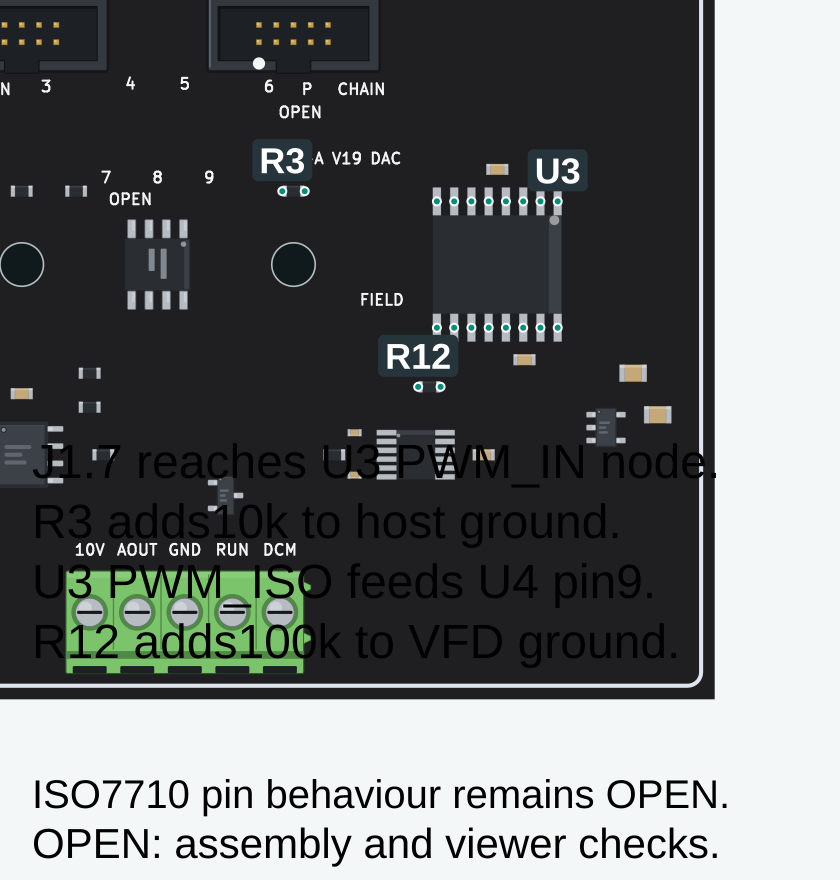 N 3 4 5 6 P CHAIN
OPEN
R3 A V19 DAC U3
7 8 9
OPEN
FIELD
R12
J1.7 reaches U3 PWM_IN node.
R3 adds10k to host ground.
10V AOUT GND RUN DCM
U3 PWM_ISO feeds U4 pin9.
R12 adds100k to VFD ground.
ISO7710 pin behaviour remains OPEN.
OPEN: assembly and viewer checks.